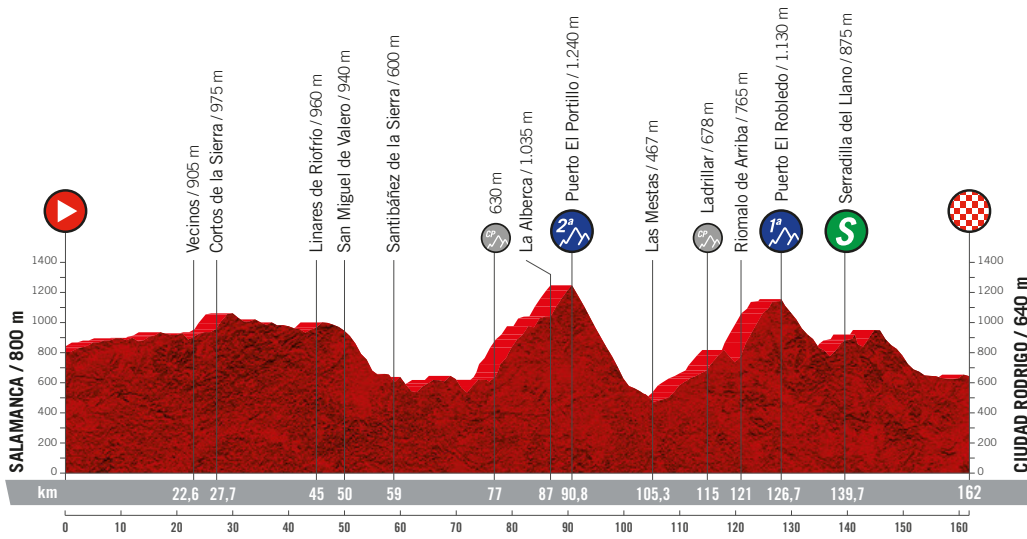 Vecinos / 905 m
Cortos de la Sierra / 975 m
Linares de Riofrío / 960 m
San Miguel de Valero / 940 m
Santibáñez de la Sierra / 600 m
630 m
La Alberca / 1.035 m
Puerto El Portillo / 1.240 m
Las Mestas / 467 m
Ladrillar / 678 m
Riomalo de Arriba / 765 m
Puerto El Robledo / 1.130 m
Serradilla del Llano / 875 m
CP
2ª
CP
1ª
S
SALAMANCA / 800 m
1400
1200
1000
800
600
400
200
0
1400
1200
1000
800
600
400
200
0
CIUDAD RODRIGO / 640 m
km 22,6 27,7 45 50 59 77 87 90,8 105,3 115 121 126,7 139,7 162
0 10 20 30 40 50 60 70 80 90 100 110 120 130 140 150 160